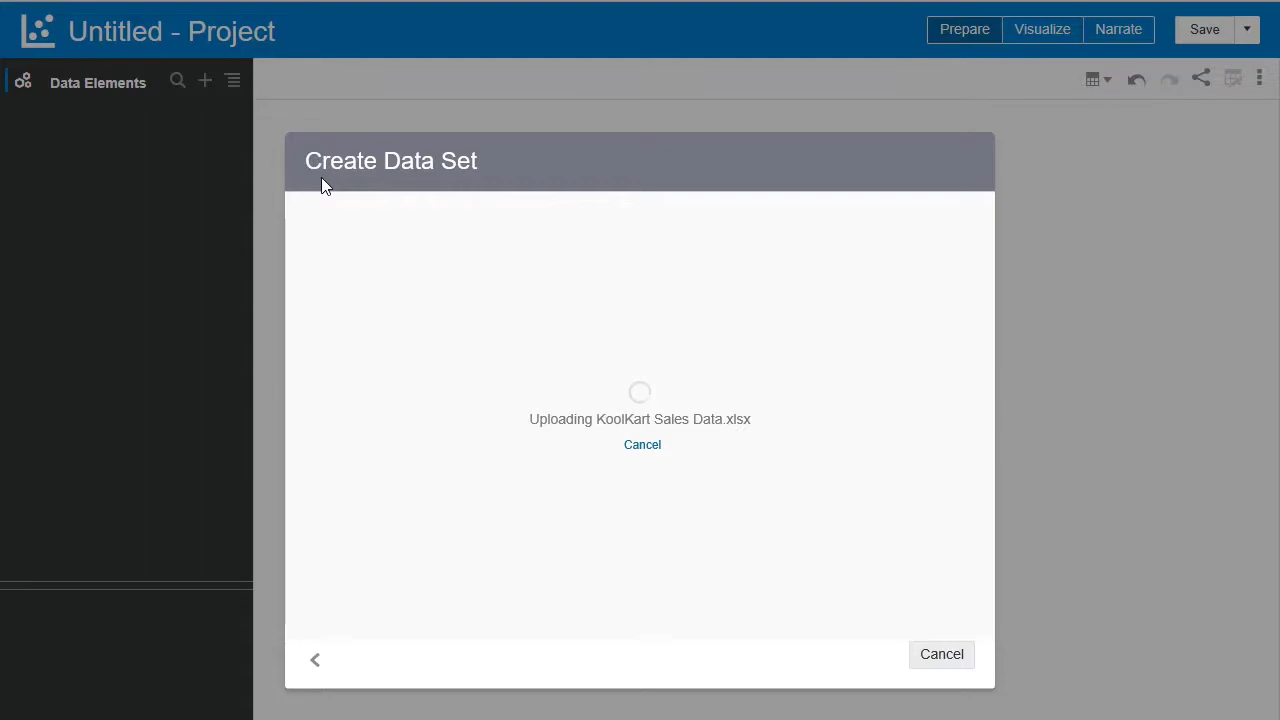 Untitled - Project
Prepare
Visualize
Narrate
Save
Data Elements
Create Data Set
Uploading KoolKart Sales Data.xlsx
Cancel
Cancel